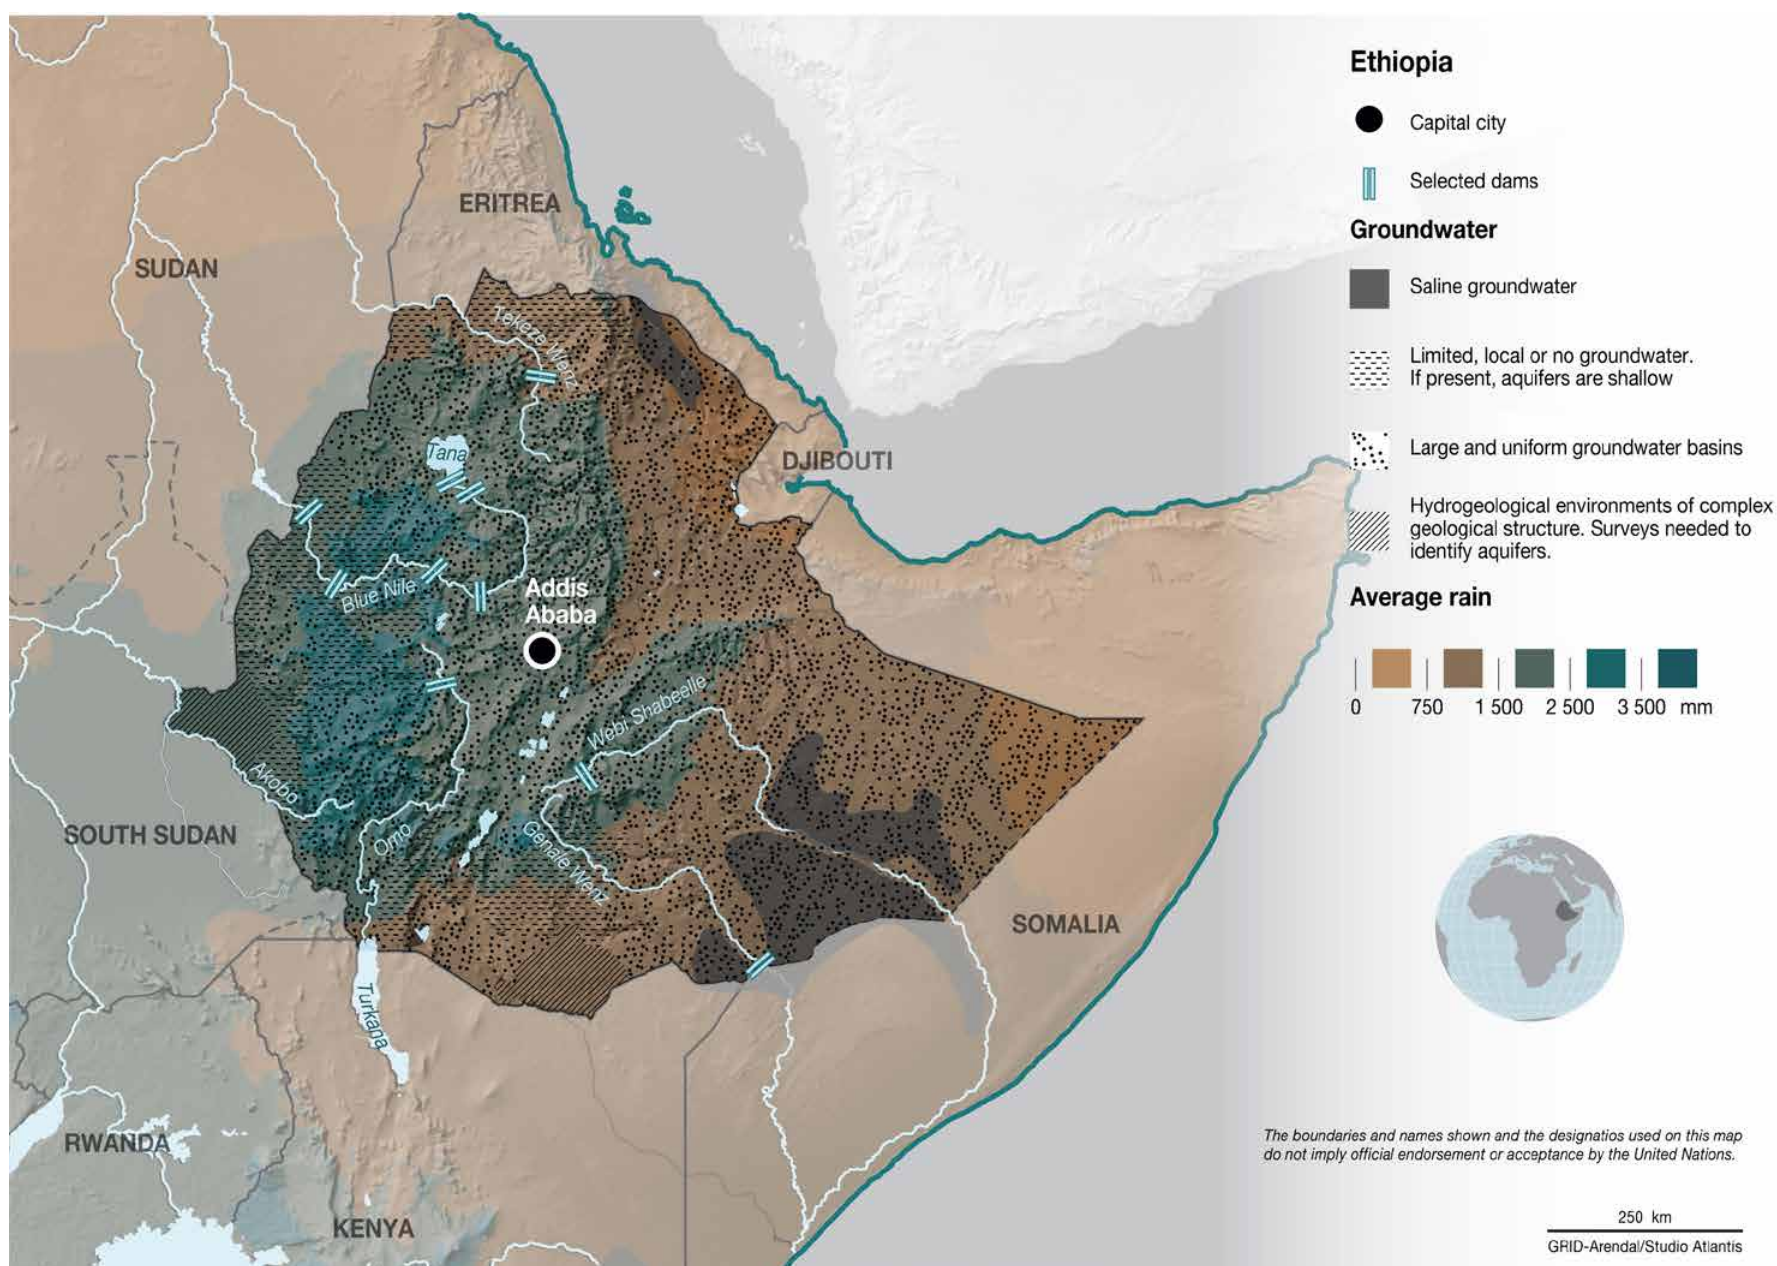 ERITREA
SUDAN
Tekeze Wenz
Tana
DJIBOUTI
Blue Nile
Addis
Ababa
Webi Shabeelle
Akobo
SOUTH SUDAN
Omo
Genale Wenz
SOMALIA
Turkana
RWANDA
KENYA
Ethiopia
Capital city
Selected dams
Groundwater
Saline groundwater
Limited, local or no groundwater.
If present, aquifers are shallow
Large and uniform groundwater basins
Hydrogeological environments of complex
geological structure. Surveys needed to
identify aquifers.
Average rain
0 750 1 500 2 500 3 500 mm
The boundaries and names shown and the designatios used on this map
do not imply official endorsement or acceptance by the United Nations.
250 km
GRID-Arendal/Studio Atlantis